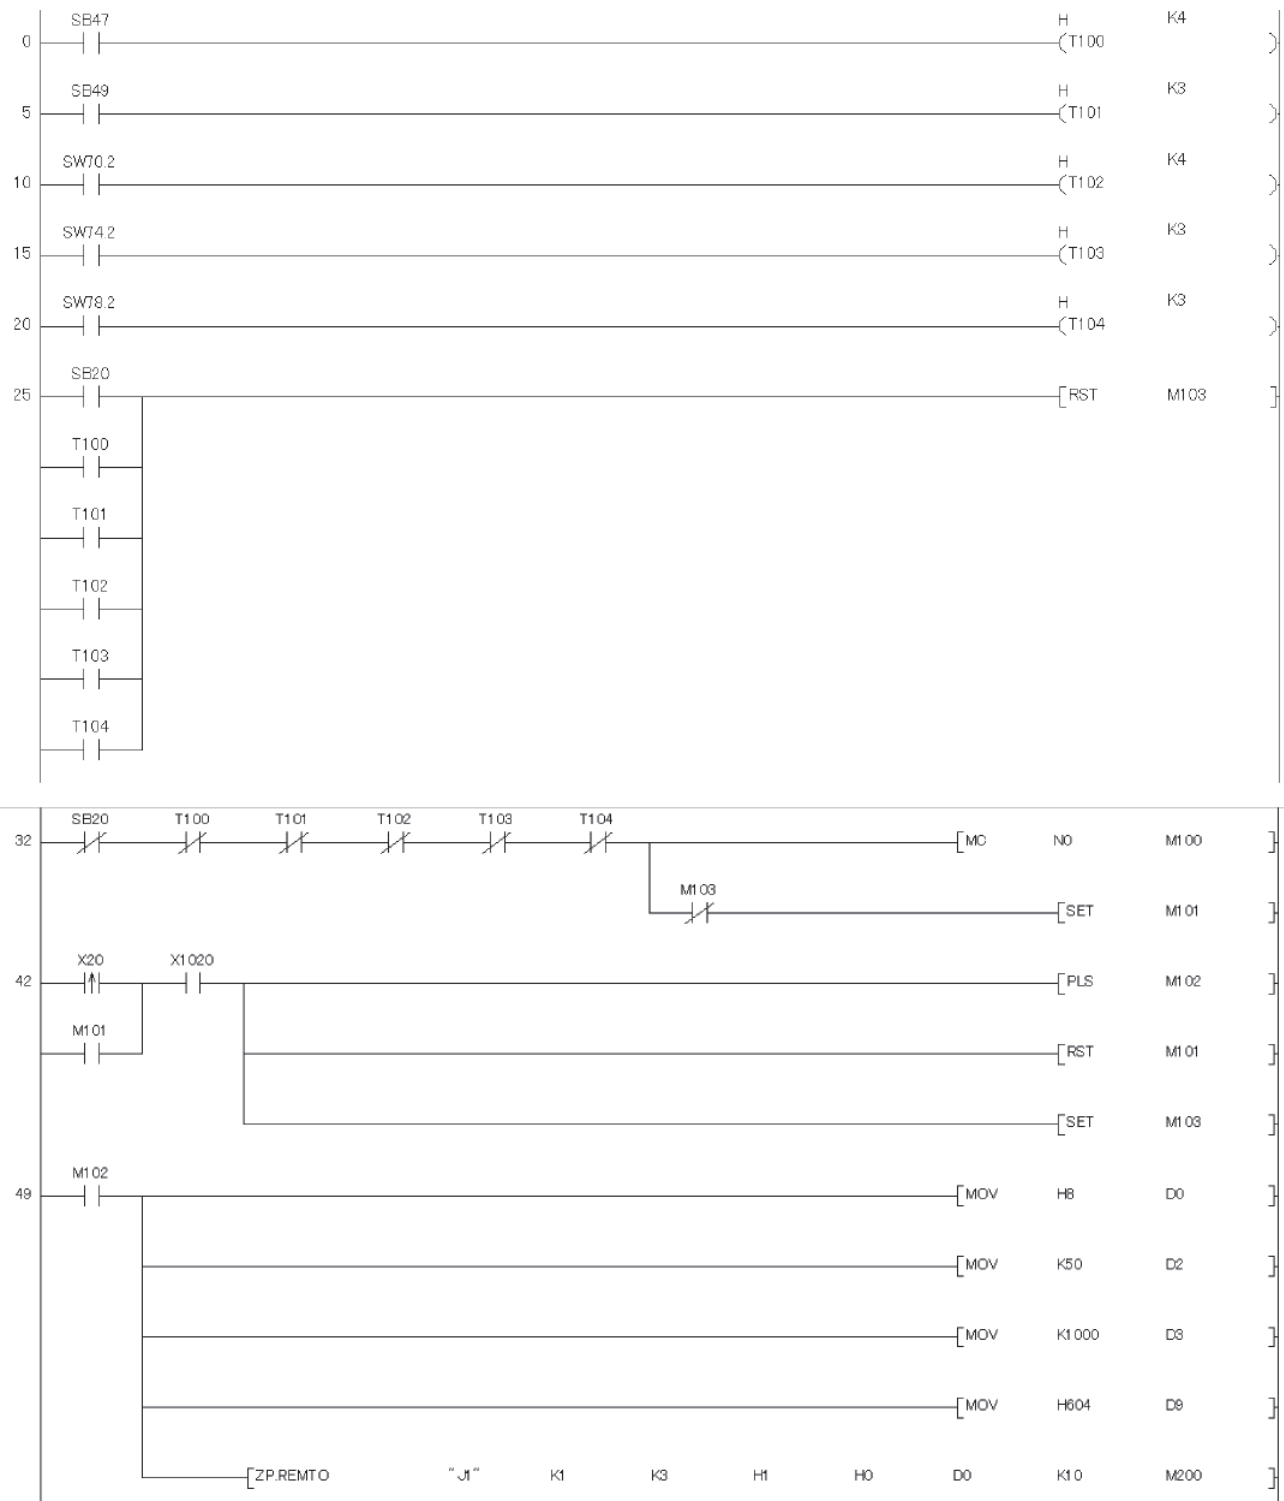 SB47 H K4
0 T100
SB49 H K3
5 T101
SW70.2 H K4
10 T102
SW74.2 H K3
15 T103
SW78.2 H K3
20 T104
SB20
25 RST M103
T100
T101
T102
T103
T104
SB20 T100 T101 T102 T103 T104
32 MC N0 M100
M103
SET M101
X20 X1020
42 PLS M102
M101
RST M101
SET M103
M102
49 MOV H8 D0
MOV K50 D2
MOV K1000 D3
MOV H604 D9
ZP.REMTO "J1" K1 K3 H1 H0 D0 K10 M200